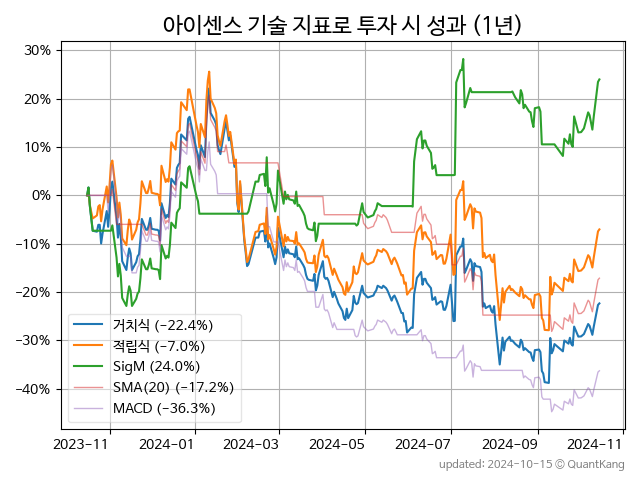 아이센스 기술 지표로 투자 시 성과 (1년)
30%
20%
10%
0%
−10%
−20%
−30%
−40%
거치식 (−22.4%)
적립식 (−7.0%)
SigM (24.0%)
SMA(20) (−17.2%)
MACD (−36.3%)
2023-11 2024-01 2024-03 2024-05 2024-07 2024-09 2024-11
updated: 2024-10-15 © QuantKang